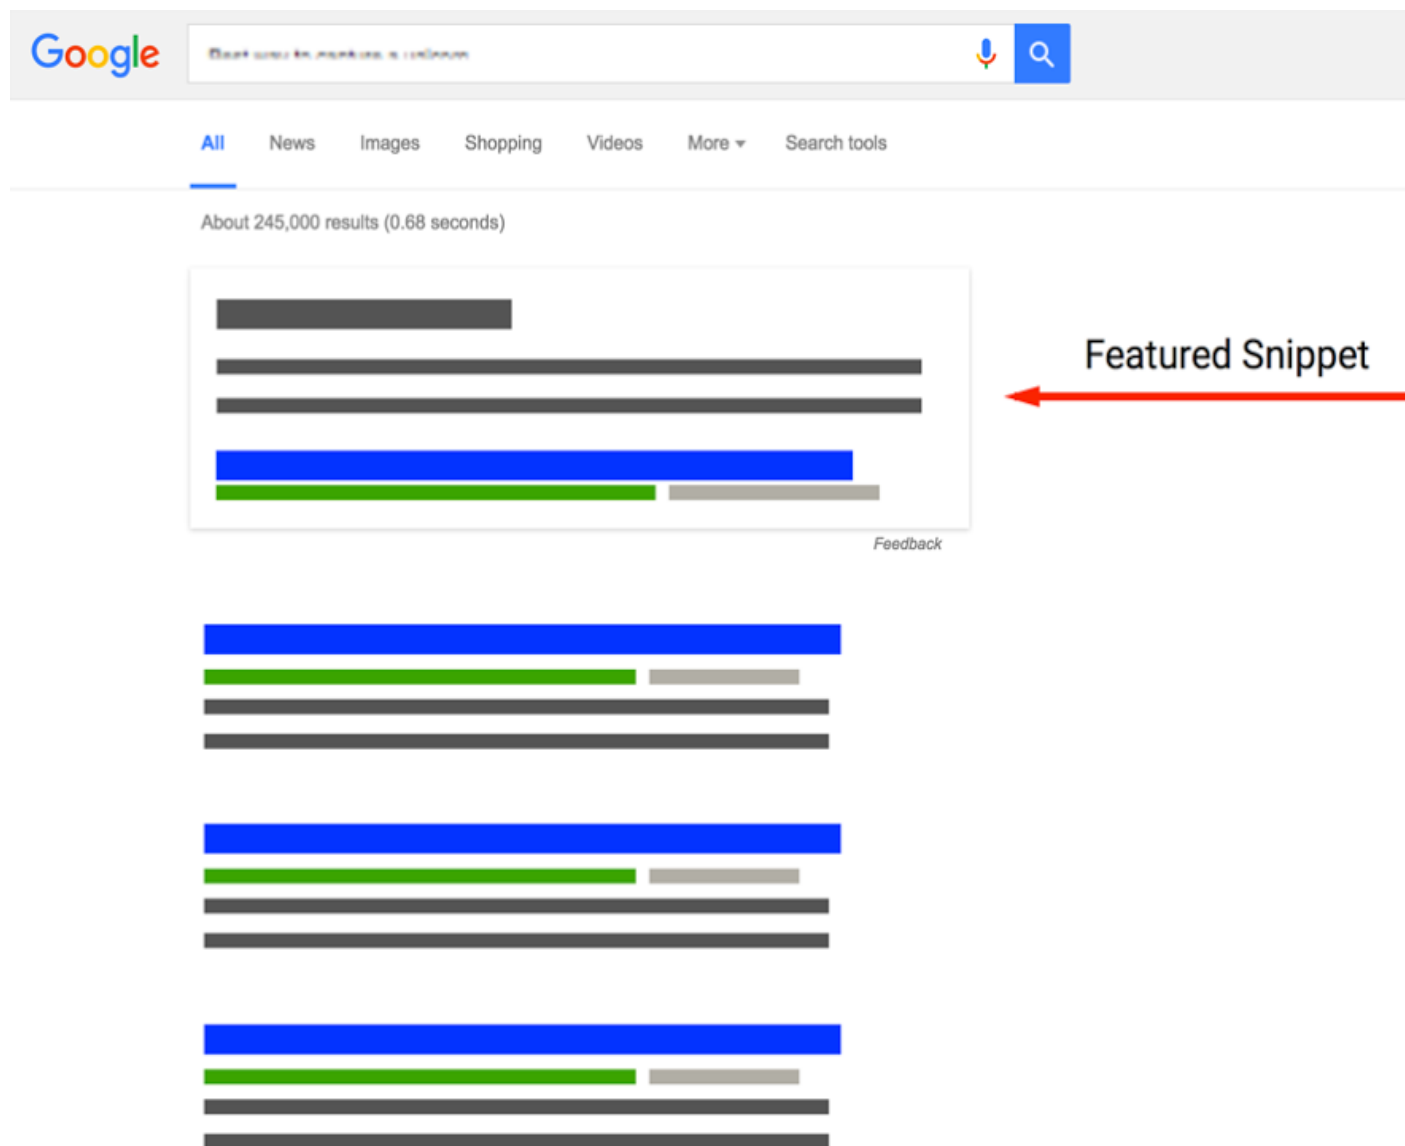 Google
All News Images Shopping Videos More Search tools
About 245,000 results (0.68 seconds)
Featured Snippet
Feedback